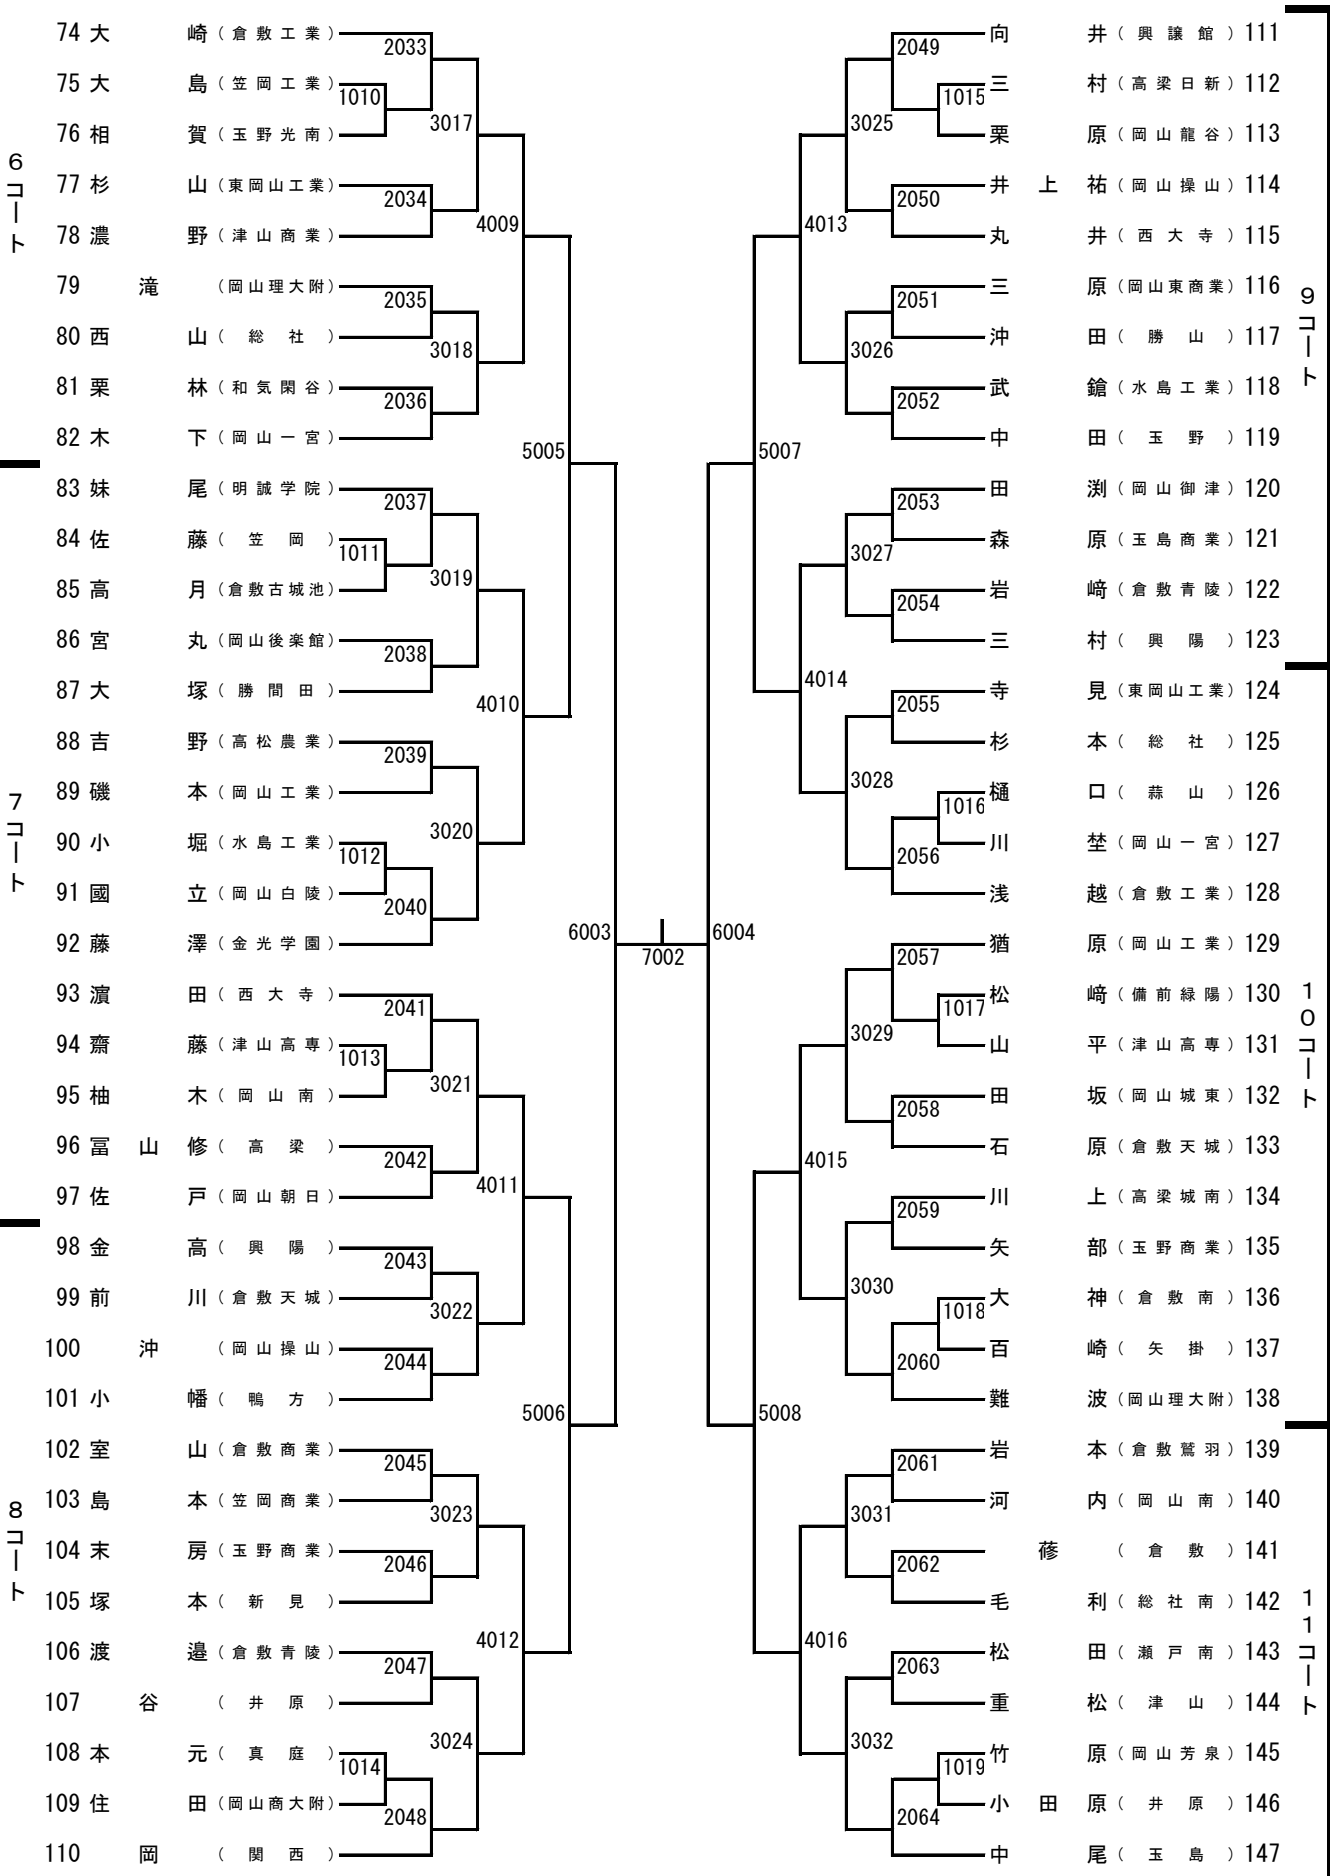 74 大崎 (倉敷工業)
75 大島 (笠岡工業)
76 相賀 (玉野光南)
77 杉山 (東岡山工業)
78 濃野 (津山商業)
79 滝 (岡山理大附)
80 西山 (総社)
81 栗林 (和気閑谷)
82 木下 (岡山一宮)
83 妹尾 (明誠学院)
84 佐藤 (笠岡)
85 高月 (倉敷古城池)
86 宮丸 (岡山後楽館)
87 大塚 (勝間田)
88 吉野 (高松農業)
89 磯本 (岡山工業)
90 小堀 (水島工業)
91 國立 (岡山白陵)
92 藤澤 (金光学園)
93 濵田 (西大寺)
94 齋藤 (津山高専)
95 柚木 (岡山南)
96 冨山修 (高梁)
97 佐戸 (岡山朝日)
98 金高 (興陽)
99 前川 (倉敷天城)
100 沖 (岡山操山)
101 小幡 (鴨方)
102 室山 (倉敷商業)
103 島本 (笠岡商業)
104 末房 (玉野商業)
105 塚本 (新見)
106 渡邉 (倉敷青陵)
107 谷 (井原)
108 本元 (真庭)
109 住田 (岡山商大附)
110 岡 (関西)
6コート
7コート
8コート
1010
1011
1012
1013
1014
2033
2034
2035
2036
2037
2038
2039
2040
2041
2042
2043
2044
2045
2046
2047
2048
3017
3018
3019
3020
3021
3022
3023
3024
4009
4010
4011
4012
5005
5006
6003
7002
6004
5007
5008
4013
4014
4015
4016
3025
3026
3027
3028
3029
3030
3031
3032
2049
2050
2051
2052
2053
2054
2055
2056
2057
2058
2059
2060
2061
2062
2063
2064
1015
1016
1017
1018
1019
向井 (興譲館) 111
三村 (高梁日新) 112
栗原 (岡山龍谷) 113
井上祐 (岡山操山) 114
丸井 (西大寺) 115
三原 (岡山東商業) 116
沖田 (勝山) 117
武鎗 (水島工業) 118
中田 (玉野) 119
田渕 (岡山御津) 120
森原 (玉島商業) 121
岩﨑 (倉敷青陵) 122
三村 (興陽) 123
寺見 (東岡山工業) 124
杉本 (総社) 125
樋口 (蒜山) 126
川埜 (岡山一宮) 127
浅越 (倉敷工業) 128
猶原 (岡山工業) 129
松﨑 (備前緑陽) 130
山平 (津山高専) 131
田坂 (岡山城東) 132
石原 (倉敷天城) 133
川上 (高梁城南) 134
矢部 (玉野商業) 135
大神 (倉敷南) 136
百崎 (矢掛) 137
難波 (岡山理大附) 138
岩本 (倉敷鷲羽) 139
河内 (岡山南) 140
蓚 (倉敷) 141
毛利 (総社南) 142
松田 (瀬戸南) 143
重松 (津山) 144
竹原 (岡山芳泉) 145
小田原 (井原) 146
中尾 (玉島) 147
9コート
10コート
11コート